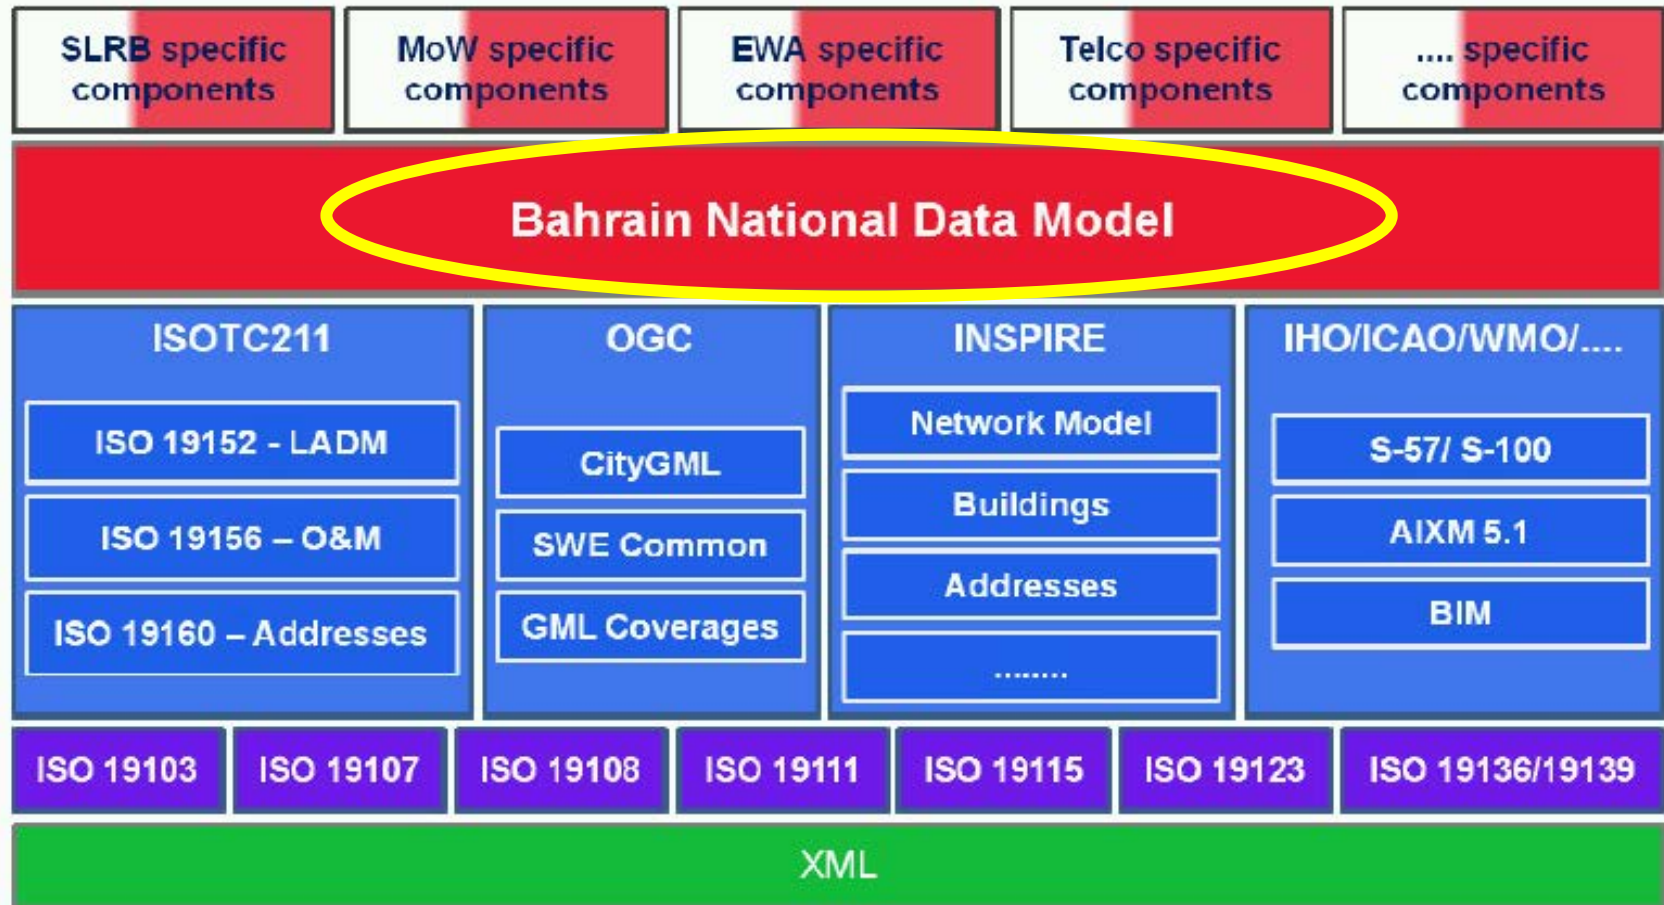 SLRB specific
components
MoW specific
components
EWA specific
components
Telco specific
components
.... specific
components
Bahrain National Data Model
ISOTC211
ISO 19152 - LADM
ISO 19156 – O&M
ISO 19160 – Addresses
OGC
CityGML
SWE Common
GML Coverages
INSPIRE
Network Model
Buildings
Addresses
........
IHO/ICAO/WMO/....
S-57/ S-100
AIXM 5.1
BIM
ISO 19103
ISO 19107
ISO 19108
ISO 19111
ISO 19115
ISO 19123
ISO 19136/19139
XML